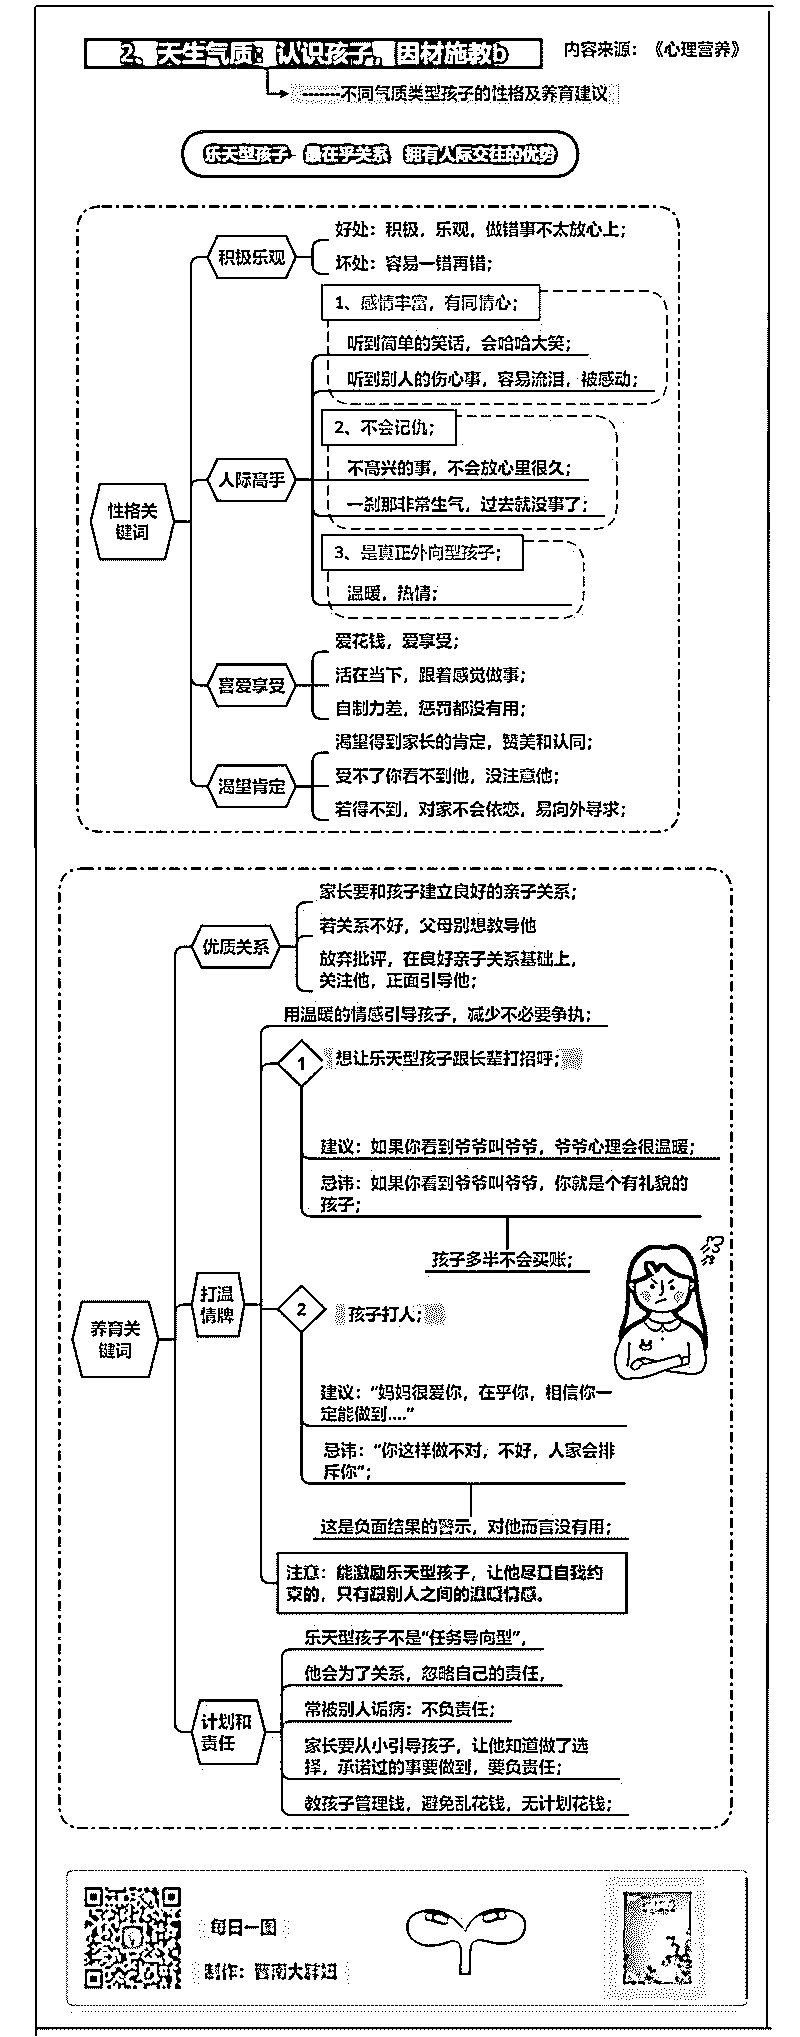 2、天生气质：认识孩子，因材施教b
内容来源：《心理营养》
-------不同气质类型孩子的性格及养育建议
乐天型孩子 最在乎关系 拥有人际交往的优势
性格关
键词
积极乐观
好处：积极，乐观，做错事不太放心上；
坏处：容易一错再错；
人际高手
1、感情丰富，有同情心；
听到简单的笑话，会哈哈大笑；
听到别人的伤心事，容易流泪，被感动；
2、不会记仇；
不高兴的事，不会放心里很久；
一刹那非常生气，过去就没事了；
3、是真正外向型孩子；
温暖，热情；
喜爱享受
爱花钱，爱享受；
活在当下，跟着感觉做事；
自制力差，惩罚都没有用；
渴望肯定
渴望得到家长的肯定，赞美和认同；
受不了你看不到他，没注意他；
若得不到，对家不会依恋，易向外寻求；
养育关
键词
优质关系
家长要和孩子建立良好的亲子关系；
若关系不好，父母别想教导他
放弃批评，在良好亲子关系基础上，
关注他，正面引导他；
打温
情牌
用温暖的情感引导孩子，减少不必要争执；
1
想让乐天型孩子跟长辈打招呼；
建议：如果你看到爷爷叫爷爷，爷爷心理会很温暖；
忌讳：如果你看到爷爷叫爷爷，你就是个有礼貌的
孩子；
孩子多半不会买账；
2
孩子打人；
建议：“妈妈很爱你，在乎你，相信你一
定能做到....”
忌讳：“你这样做不对，不好，人家会排
斥你”；
这是负面结果的警示，对他而言没有用；
注意：能激励乐天型孩子，让他尽自我约
束的，只有跟别人之间的温暖情感。
计划和
责任
乐天型孩子不是“任务导向型”，
他会为了关系，忽略自己的责任，
常被别人诟病：不负责任；
家长要从小引导孩子，让他知道做了选
择，承诺过的事要做到，要负责任；
教孩子管理钱，避免乱花钱，无计划花钱；
每日一图
制作：南大